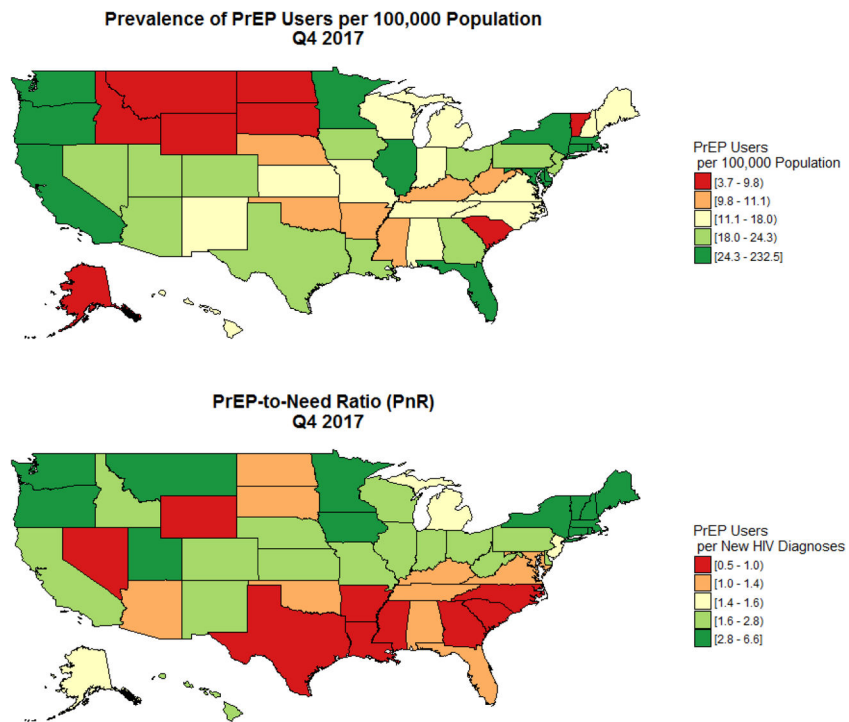 Prevalence of PrEP Users per 100,000 Population
Q4 2017
PrEP Users
per 100,000 Population
[3.7 - 9.8)
[9.8 - 11.1)
[11.1 - 18.0)
[18.0 - 24.3)
[24.3 - 232.5]
PrEP-to-Need Ratio (PnR)
Q4 2017
PrEP Users
per New HIV Diagnoses
[0.5 - 1.0)
[1.0 - 1.4)
[1.4 - 1.6)
[1.6 - 2.8)
[2.8 - 6.6]